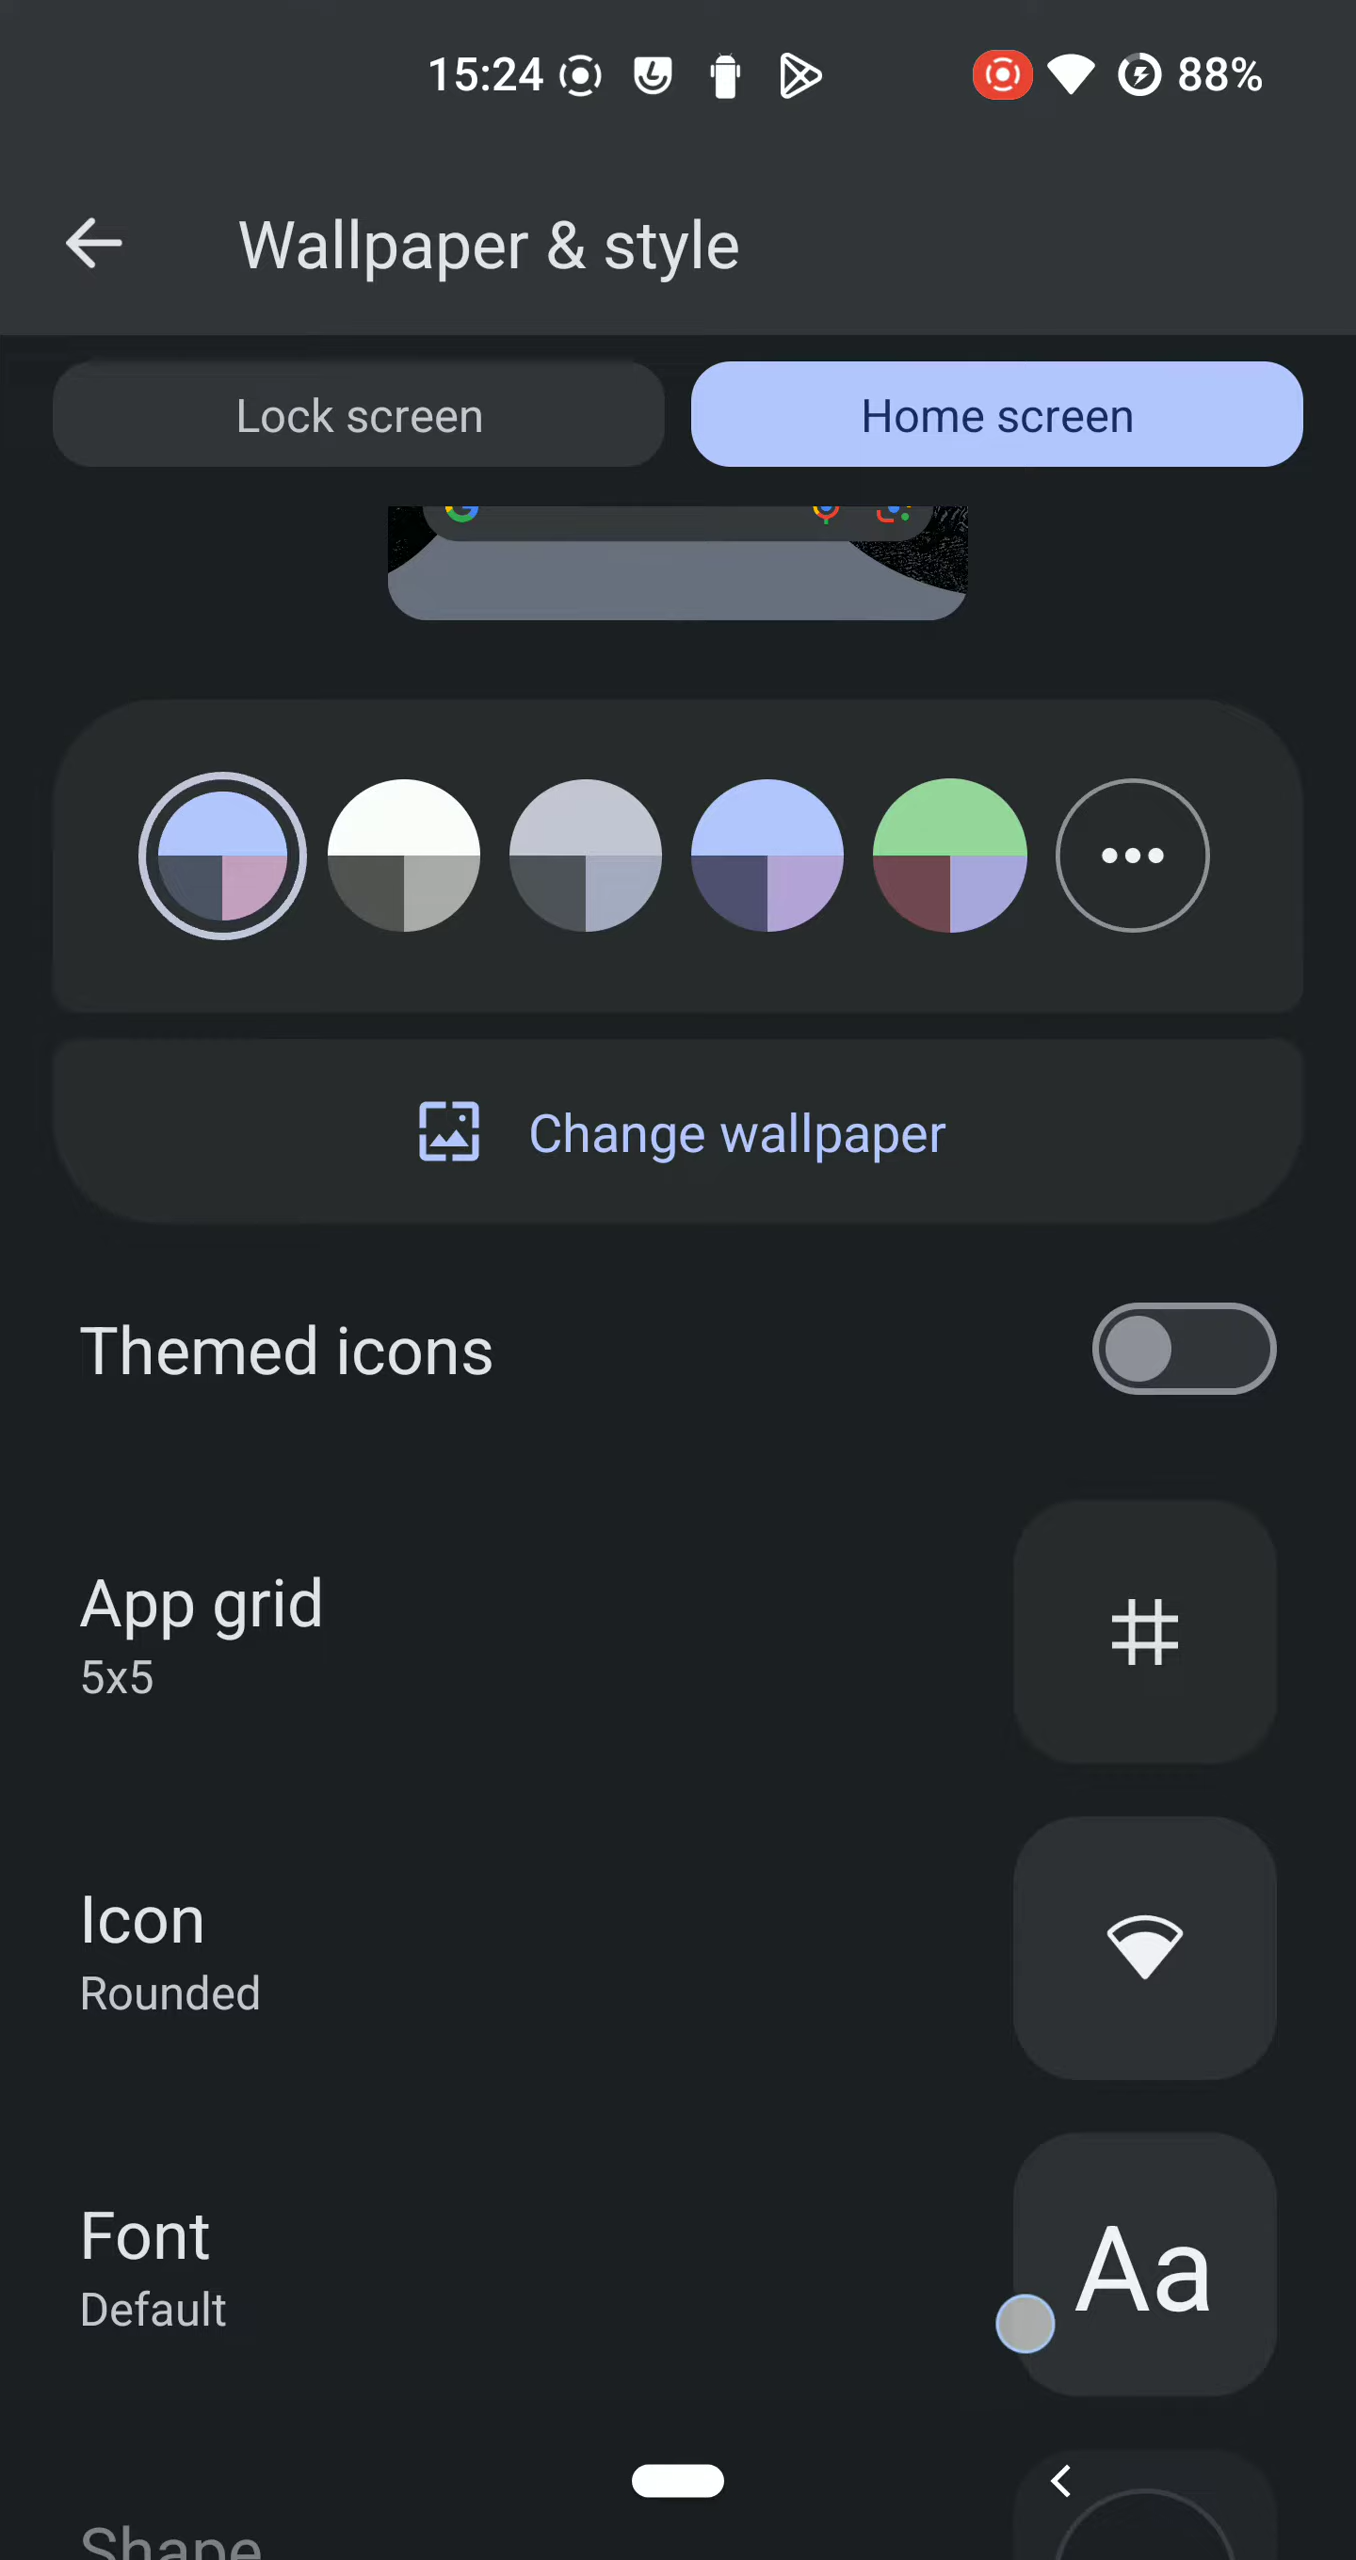 15:24 88%
Wallpaper & style
Lock screen
Home screen
Change wallpaper
Themed icons
App grid
5x5
Icon
Rounded
Font
Default
Aa
Shape